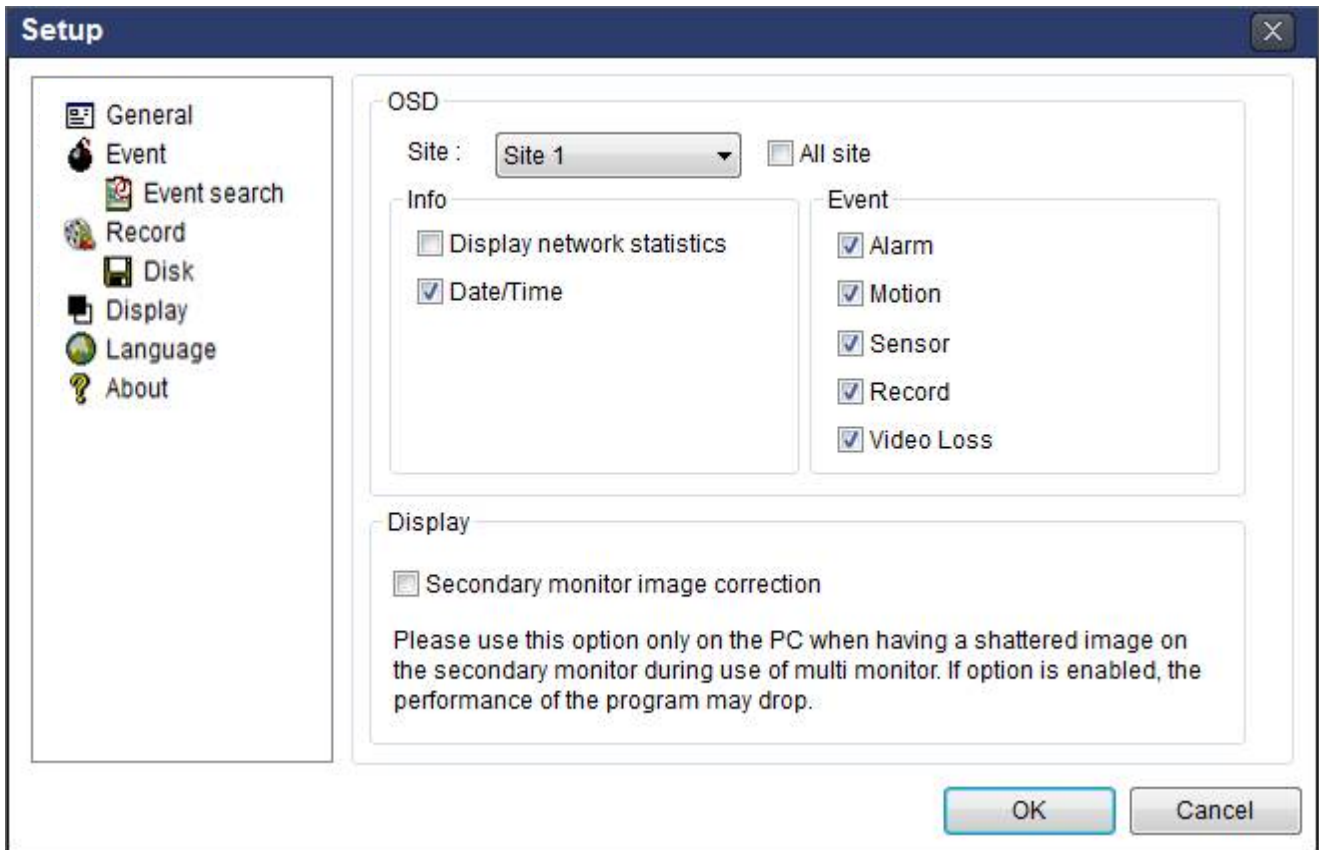 Setup
General
Event
Event search
Record
Disk
Display
Language
About
OSD
Site :
Site 1
All site
Info
Display network statistics
Date/Time
Event
Alarm
Motion
Sensor
Record
Video Loss
Display
Secondary monitor image correction
Please use this option only on the PC when having a shattered image on
the secondary monitor during use of multi monitor. If option is enabled, the
performance of the program may drop.
OK
Cancel